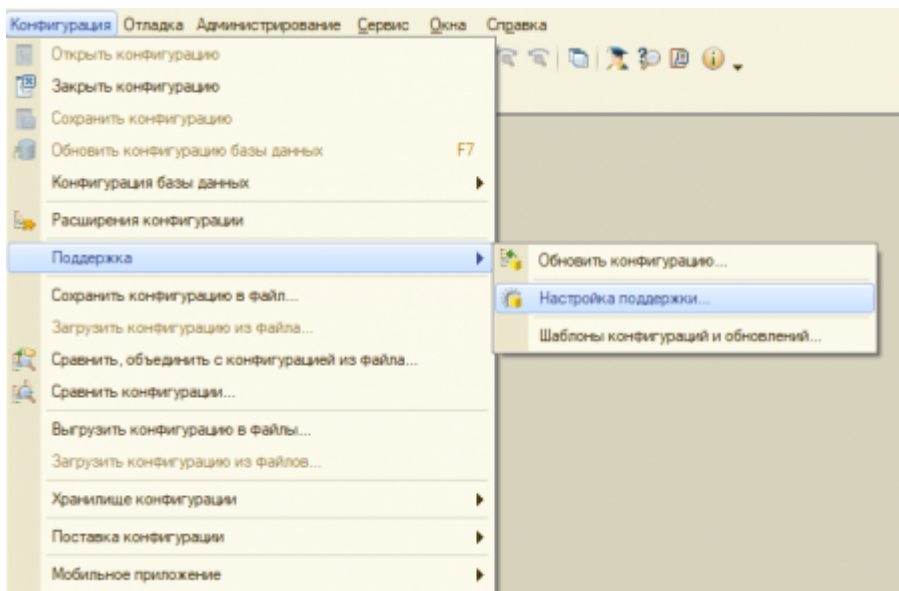 Конфигурация Отладка Администрирование Сервис Окна Справка
Открыть конфигурацию
Закрыть конфигурацию
Сохранить конфигурацию
Обновить конфигурацию базы данных F7
Конфигурация базы данных
Расширения конфигурации
Поддержка
Обновить конфигурацию...
Настройка поддержки...
Шаблоны конфигураций и обновлений...
Сохранить конфигурацию в файл...
Загрузить конфигурацию из файла...
Сравнить, объединить с конфигурацией из файла...
Сравнить конфигурации...
Выгрузить конфигурацию в файлы...
Загрузить конфигурацию из файлов...
Хранилище конфигурации
Поставка конфигурации
Мобильное приложение